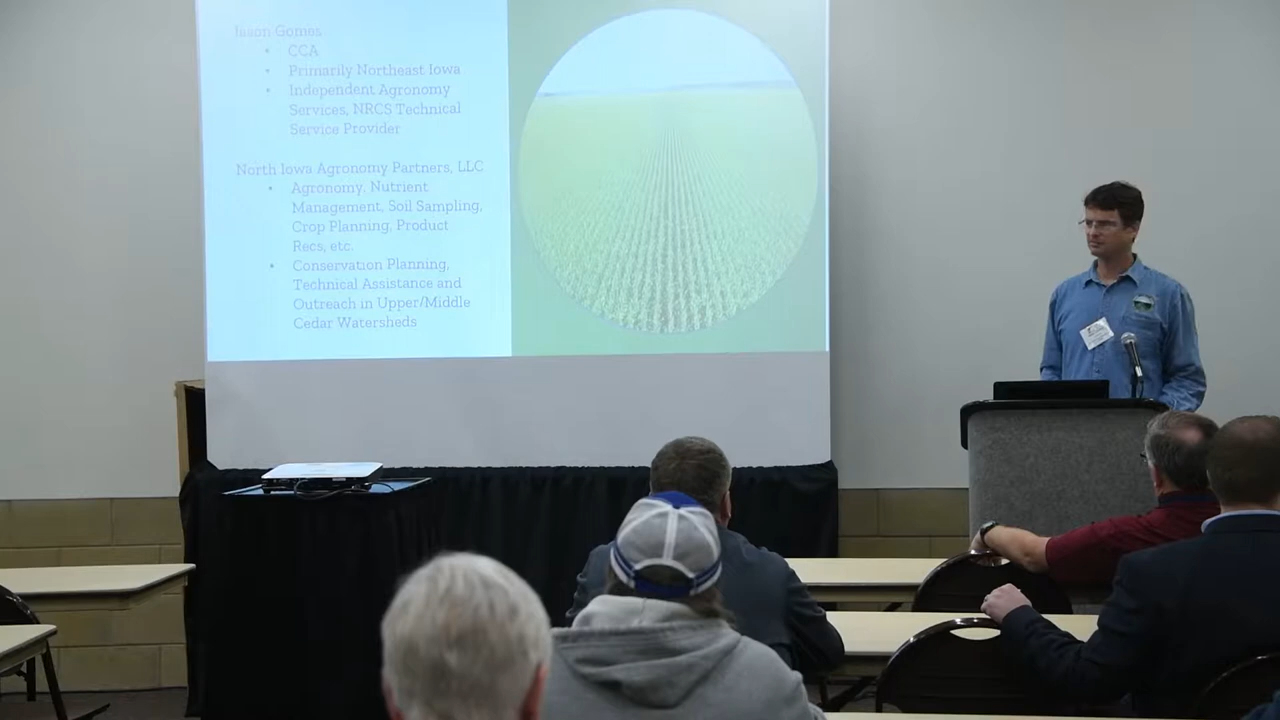 Jason Gomes
• CCA
• Primarily Northeast Iowa
• Independent Agronomy
Services, NRCS Technical
Service Provider
North Iowa Agronomy Partners, LLC
• Agronomy, Nutrient
Management, Soil Sampling,
Crop Planning, Product
Recs, etc.
• Conservation Planning,
Technical Assistance and
Outreach in Upper/Middle
Cedar Watersheds